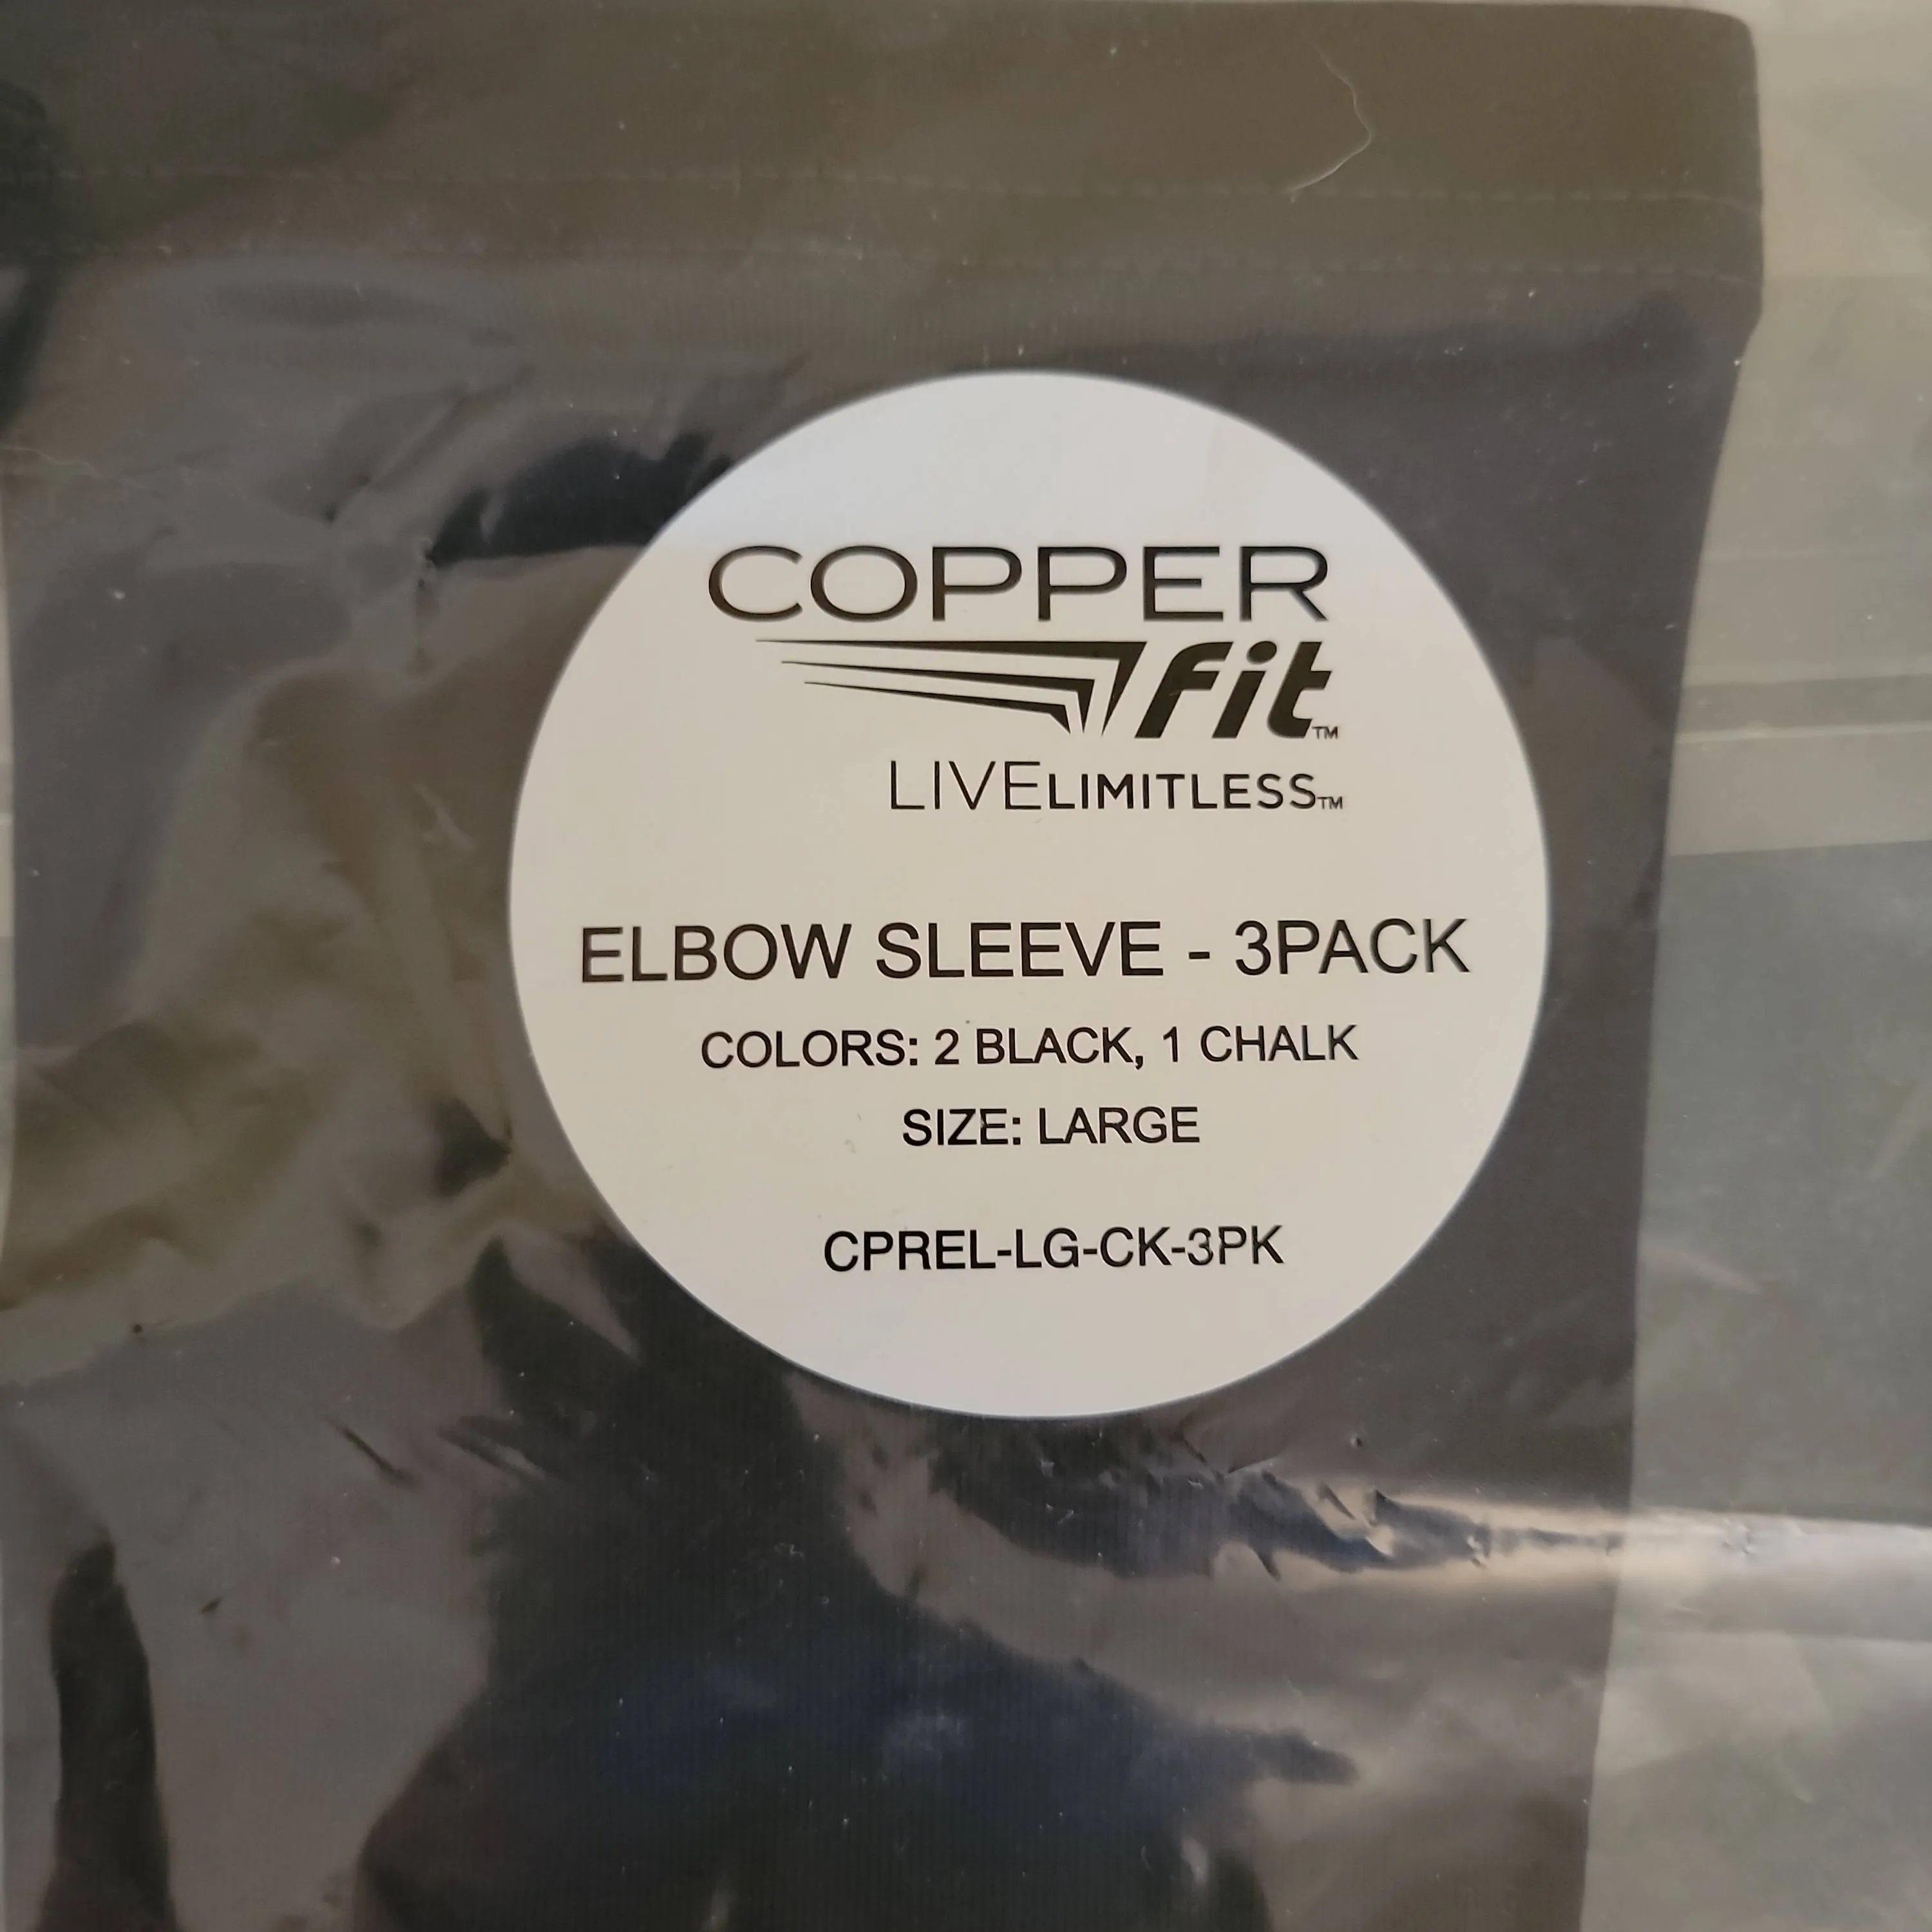 COPPER
fit™
LIVELIMITLESS™
ELBOW SLEEVE - 3PACK
COLORS: 2 BLACK, 1 CHALK
SIZE: LARGE
CPREL-LG-CK-3PK